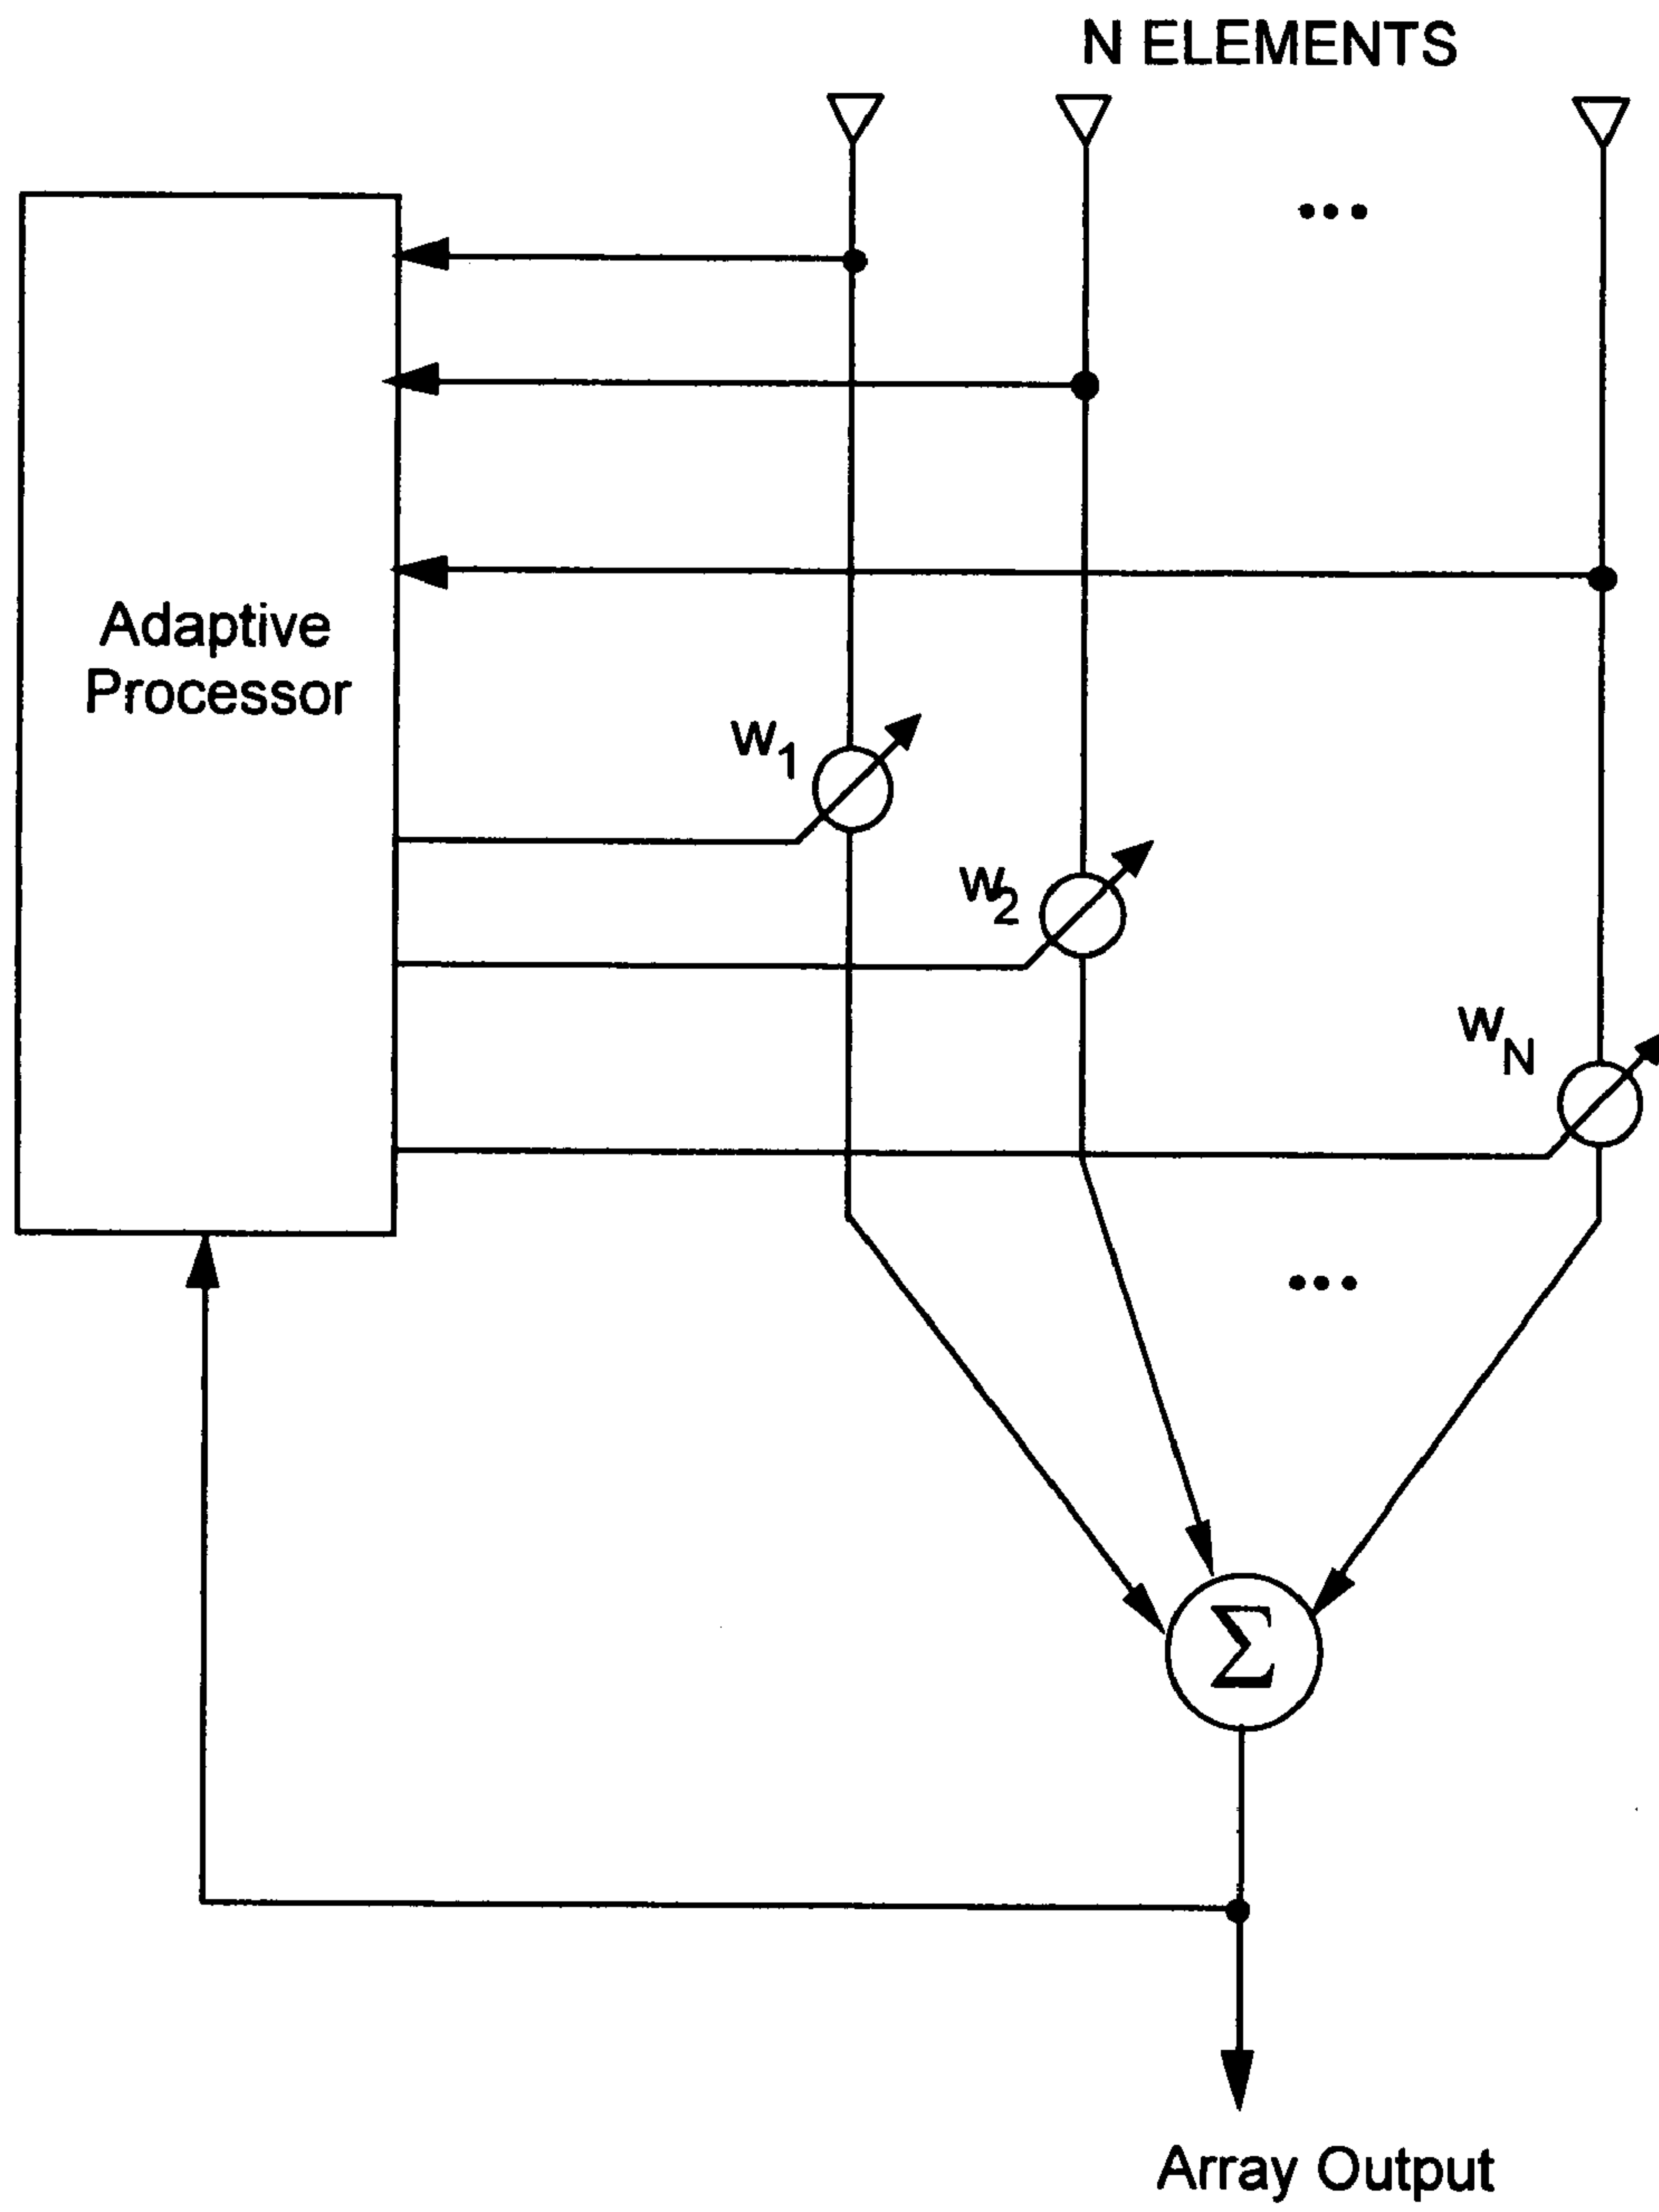 N ELEMENTS
•••
Adaptive
Processor
w1
w2
wN
•••
Σ
Array Output